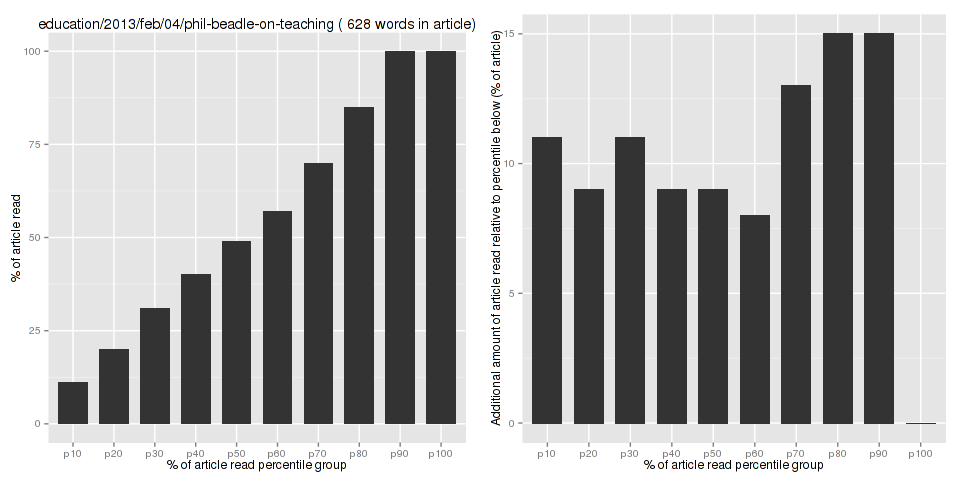 education/2013/feb/04/phil-beadle-on-teaching ( 628 words in article)
% of article read
100
75
50
25
0
p10 p20 p30 p40 p50 p60 p70 p80 p90 p100
% of article read percentile group
Additional amount of article read relative to percentile below (% of article)
15
10
5
0
p10 p20 p30 p40 p50 p60 p70 p80 p90 p100
% of article read percentile group